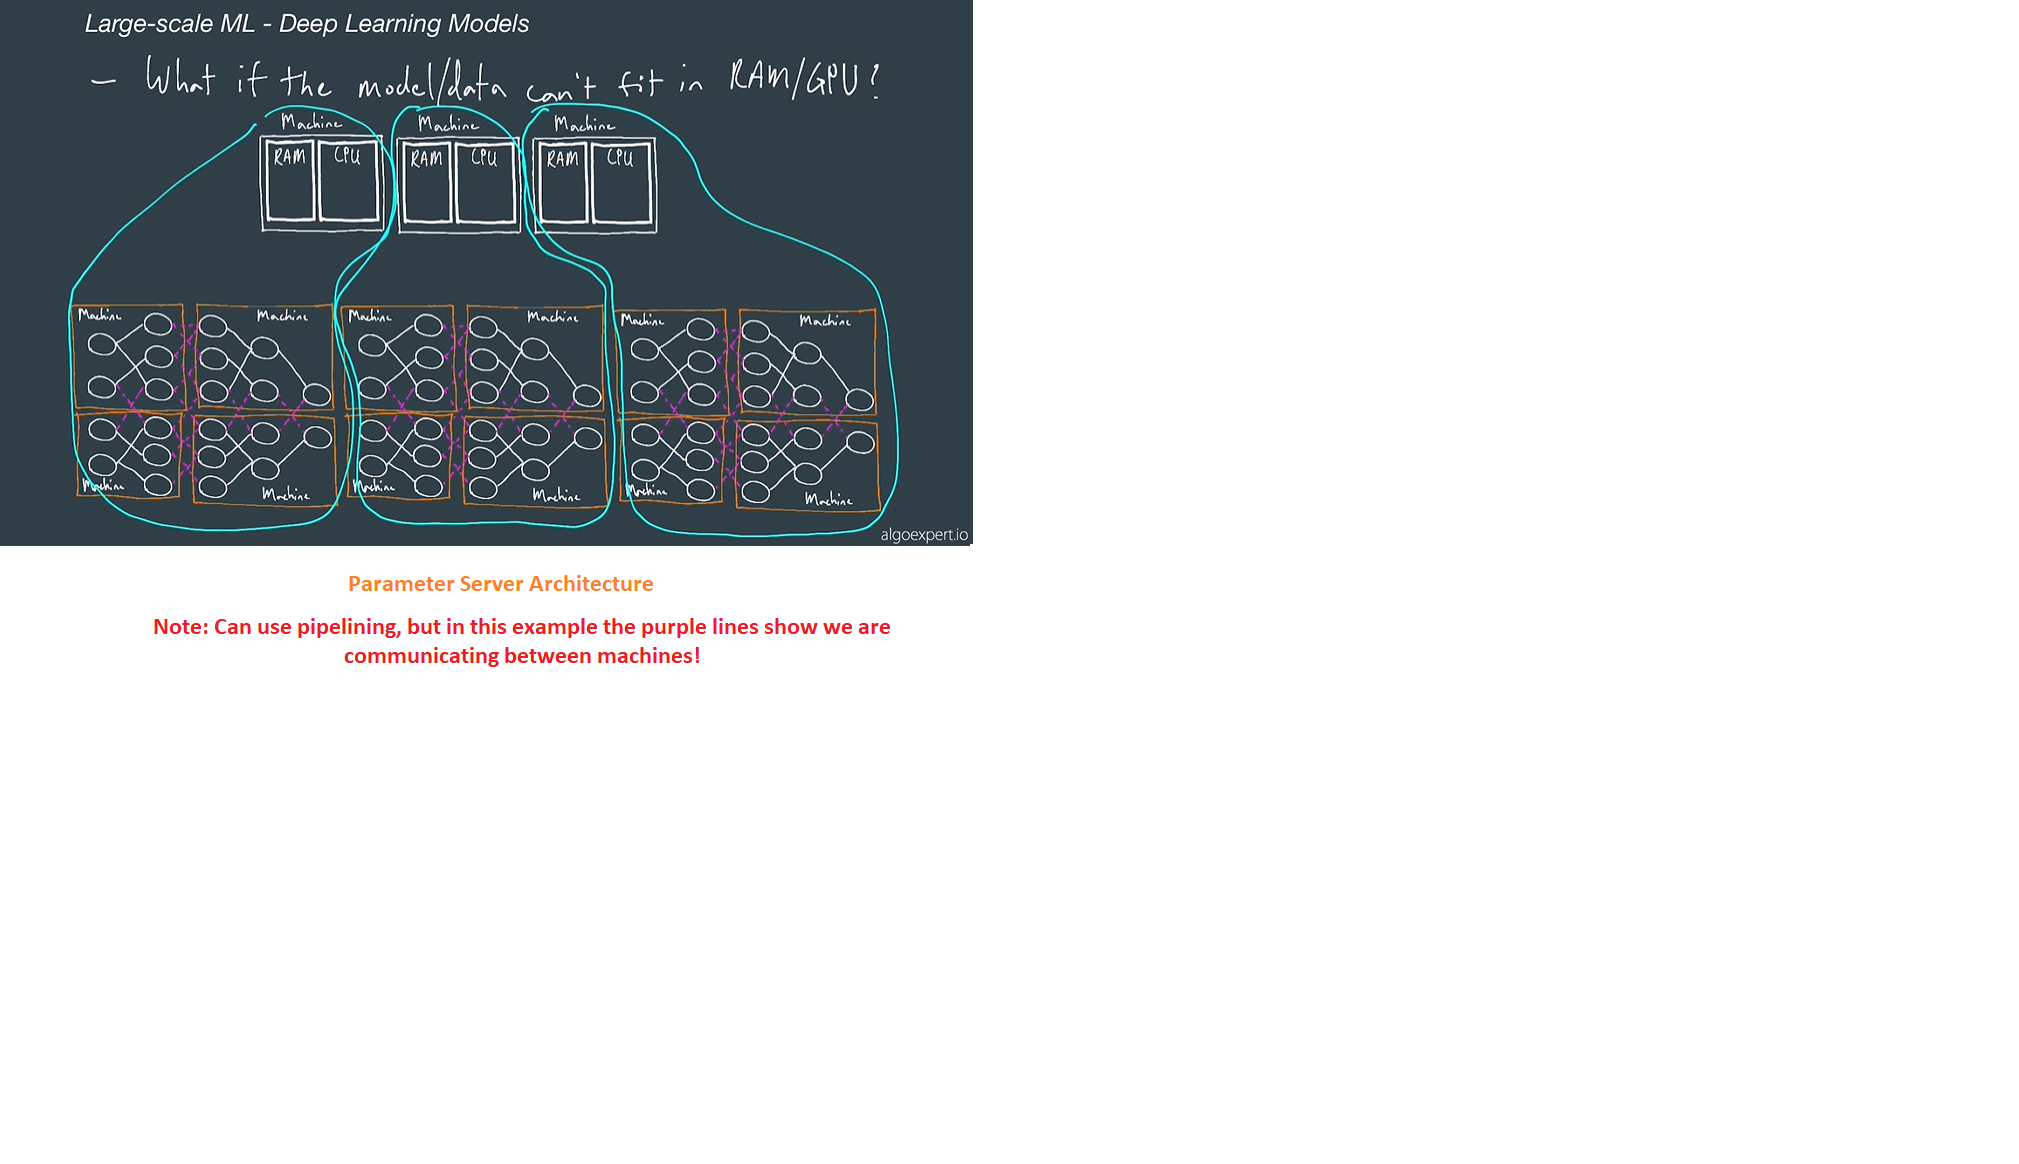 Large-scale ML - Deep Learning Models
- What if the model/data can't fit in RAM/GPU?
Machine Machine Machine
RAM CPU RAM CPU RAM CPU
Machine Machine Machine Machine Machine Machine
Machine Machine Machine Machine Machine Machine
algoexpert.io
Parameter Server Architecture
Note: Can use pipelining, but in this example the purple lines show we are
communicating between machines!